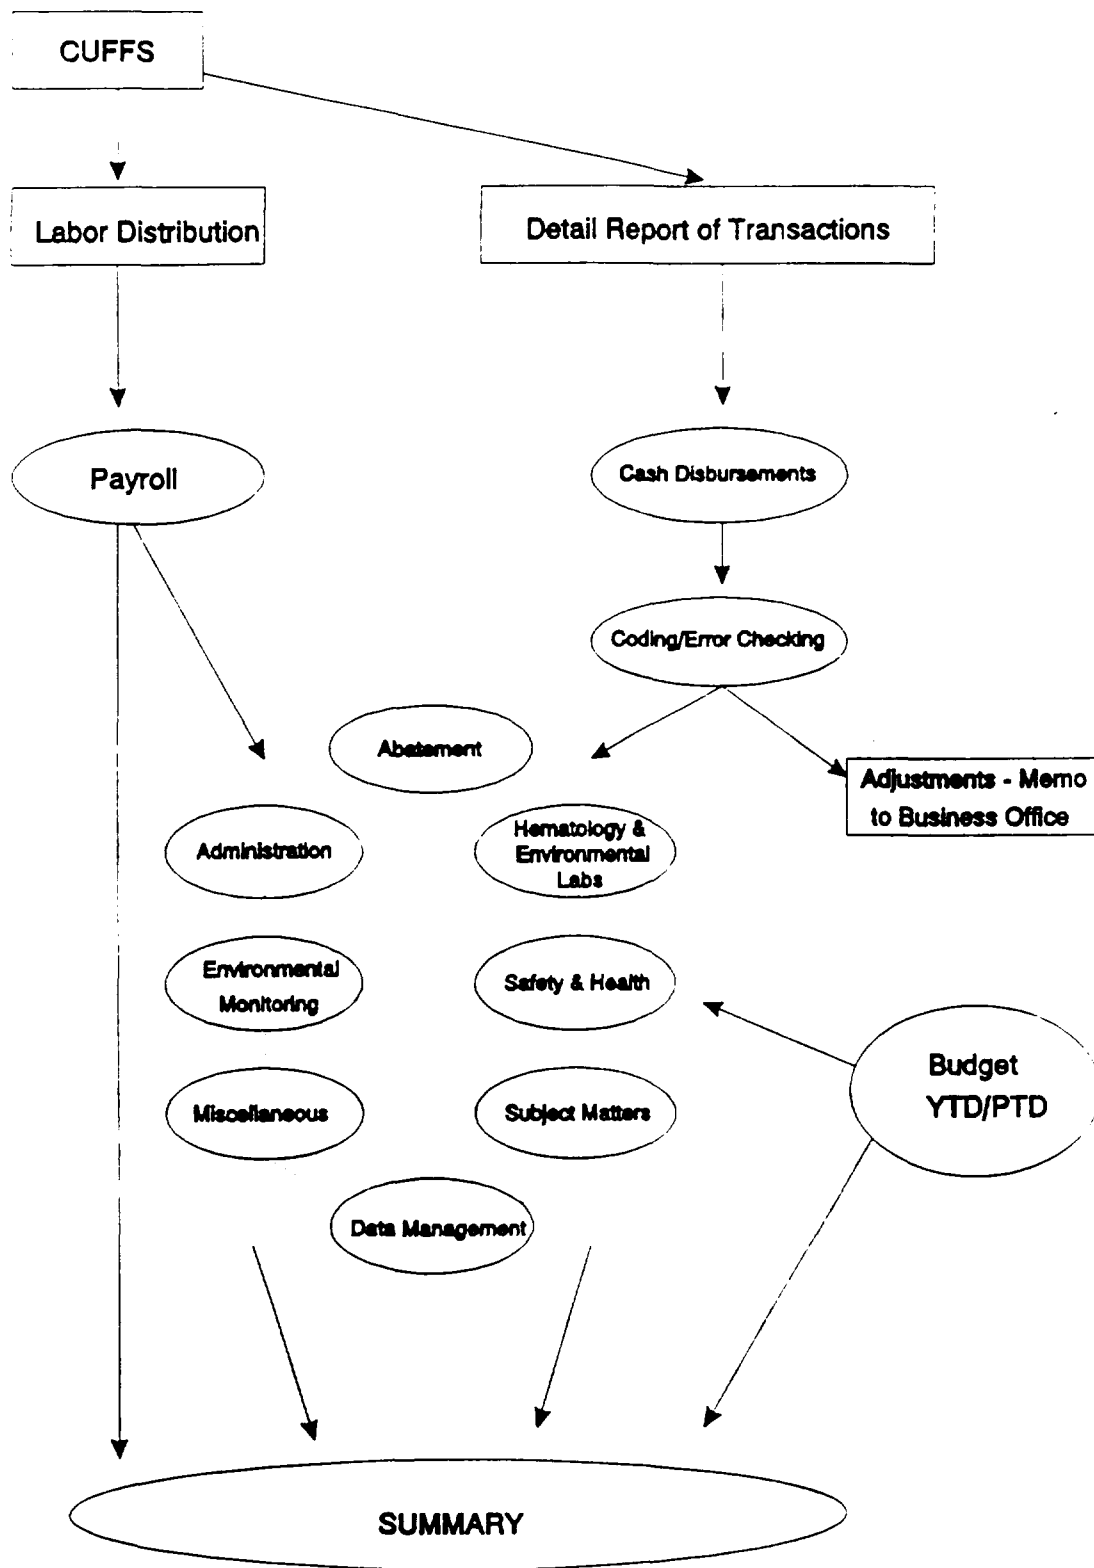 CUFFS
Labor Distribution
Detail Report of Transactions
Payroll
Cash Disbursements
Coding/Error Checking
Abatement
Adjustments - Memo
to Business Office
Administration
Hematology &
Environmental
Labs
Environmental
Monitoring
Safety & Health
Budget
YTD/PTD
Miscellaneous
Subject Matters
Data Management
SUMMARY